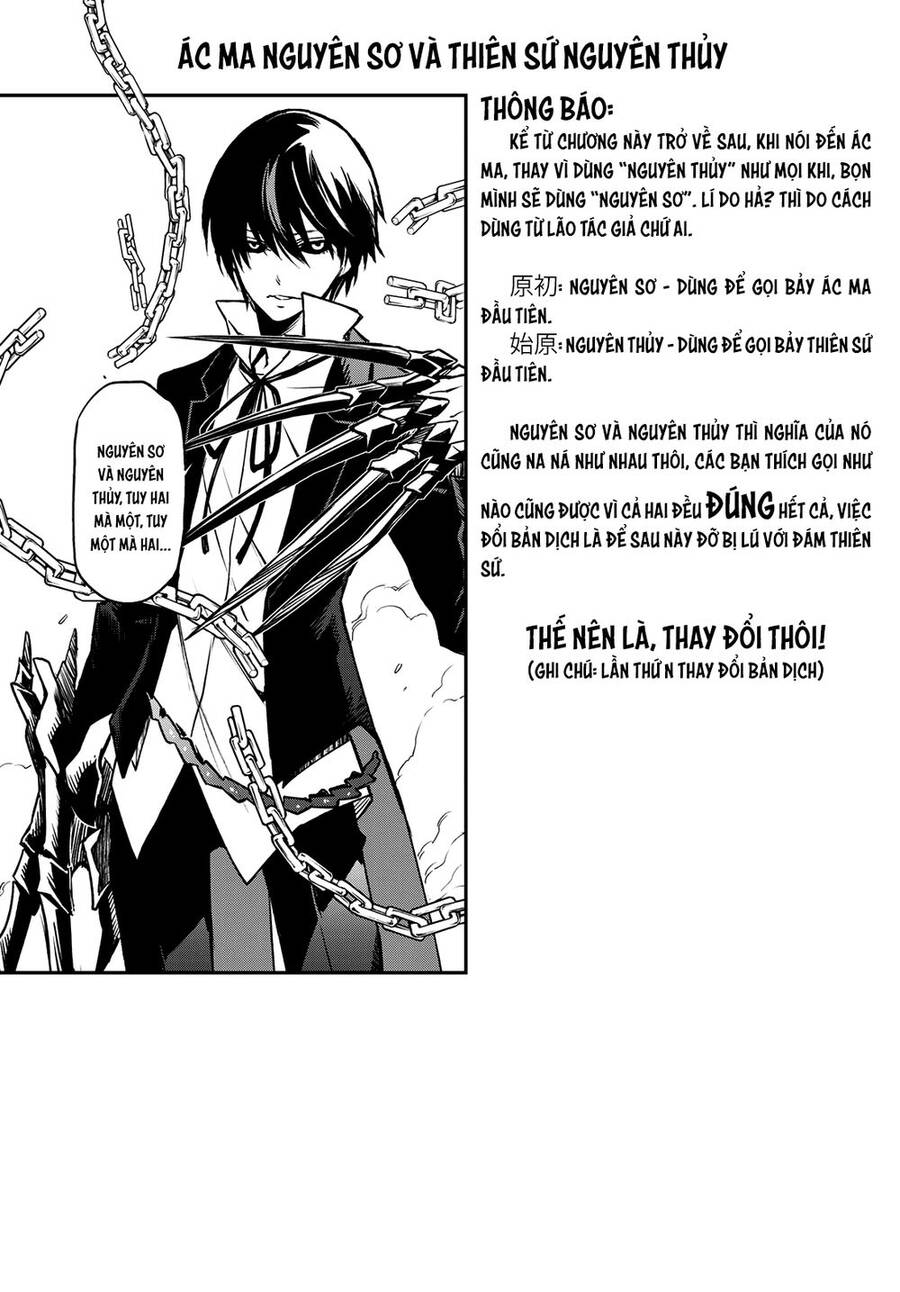 ÁC MA NGUYÊN SƠ VÀ THIÊN SỨ NGUYÊN THỦY
THÔNG BÁO:
KỂ TỪ CHƯƠNG NÀY TRỞ VỀ SAU, KHI NÓI ĐẾN ÁC
MA, THAY VÌ DÙNG “NGUYÊN THỦY” NHƯ MỌI KHI, BỌN
MÌNH SẼ DÙNG “NGUYÊN SƠ”. LÍ DO HẢ? THÌ DO CÁCH
DÙNG TỪ LÃO TÁC GIẢ CHỨ AI.
原初: NGUYÊN SƠ - DÙNG ĐỂ GỌI BẢY ÁC MA
ĐẦU TIÊN.
始原: NGUYÊN THỦY - DÙNG ĐỂ GỌI BẢY THIÊN SỨ
ĐẦU TIÊN.
NGUYÊN SƠ VÀ NGUYÊN THỦY THÌ NGHĨA CỦA NÓ
CŨNG NA NÁ NHƯ NHAU THÔI, CÁC BẠN THÍCH GỌI NHƯ
NÀO CŨNG ĐƯỢC VÌ CẢ HAI ĐỀU ĐÚNG HẾT CẢ, VIỆC
ĐỔI BẢN DỊCH LÀ ĐỂ SAU NÀY ĐỠ BỊ LÚ VỚI ĐÁM THIÊN
SỨ.
THẾ NÊN LÀ, THAY ĐỔI THÔI!
(GHI CHÚ: LẦN THỨ N THAY ĐỔI BẢN DỊCH)
NGUYÊN SƠ
VÀ NGUYÊN
THỦY, TUY HAI
MÀ MỘT, TUY
MỘT MÀ HAI...